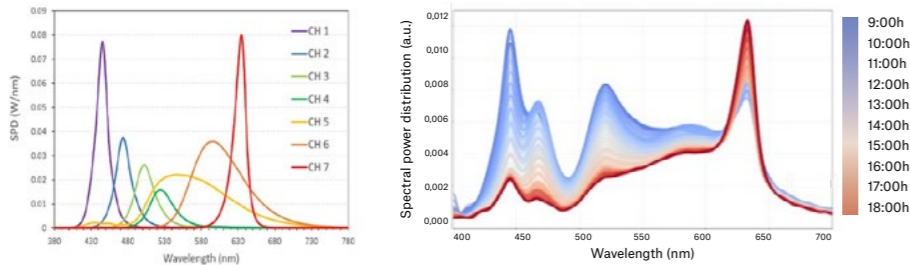 0.09
0.08
0.07
0.06
0.05
0.04
0.03
0.02
0.01
0
SPD (W/nm)
380 430 480 530 580 630 680 730 780
Wavelength (nm)
CH 1
CH 2
CH 3
CH 4
CH 5
CH 6
CH 7
0,012
0,010
0,008
0,006
0,004
0,002
0,000
Spectral power distribution (a.u.)
400 450 500 550 600 650 700
Wavelength (nm)
9:00h
10:00h
11:00h
12:00h
13:00h
14:00h
15:00h
16:00h
17:00h
18:00h